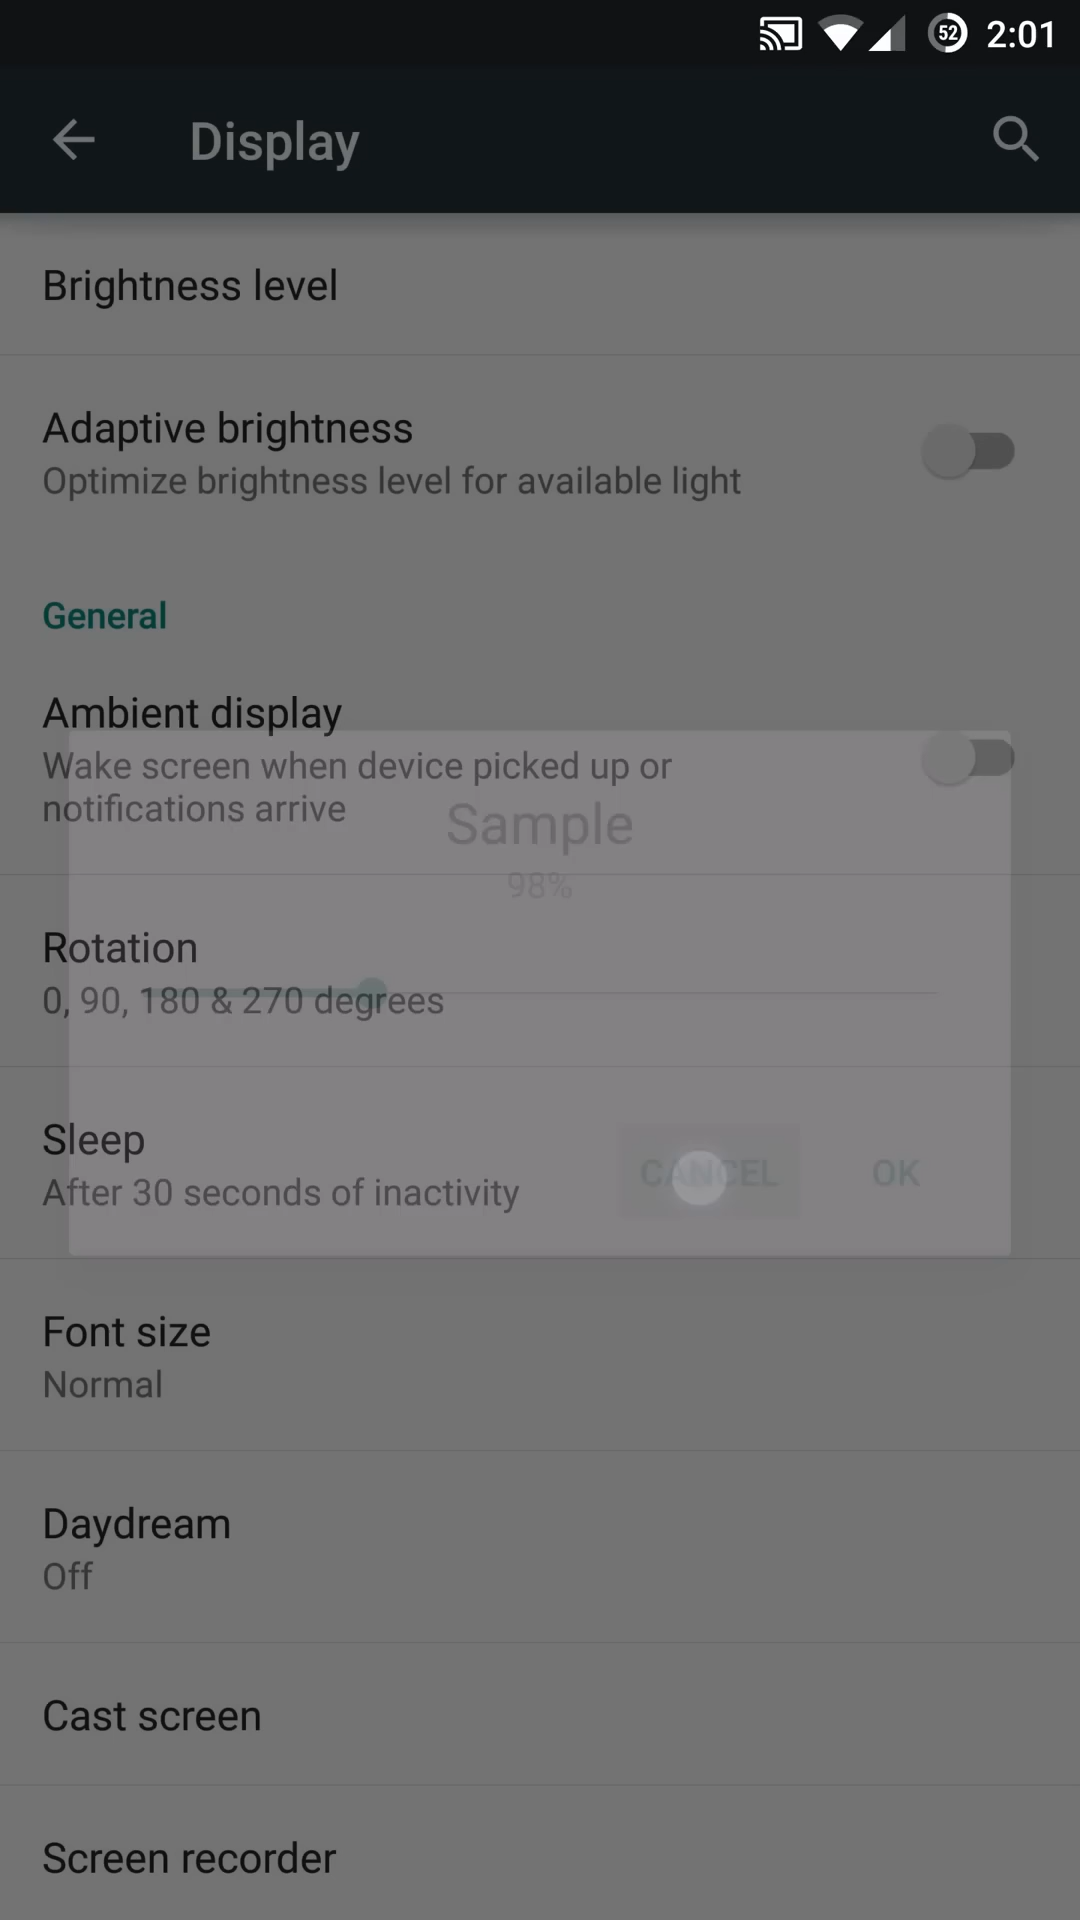 52 2:01
Display
Brightness level
Adaptive brightness
Optimize brightness level for available light
General
Ambient display
Wake screen when device picked up or
notifications arrive
Sample
98%
Rotation
0, 90, 180 & 270 degrees
Sleep
After 30 seconds of inactivity
CANCEL OK
Font size
Normal
Daydream
Off
Cast screen
Screen recorder